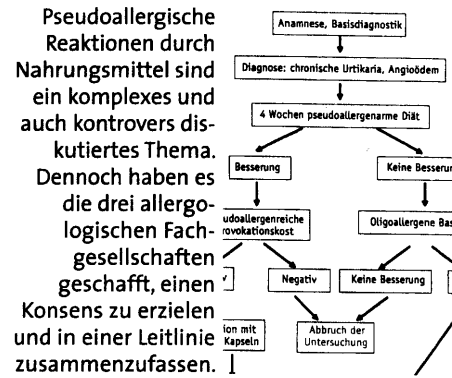 Pseudoallergische
Reaktionen durch
Nahrungsmittel sind
ein komplexes und
auch kontrovers dis-
kutiertes Thema.
Dennoch haben es
die drei allergo-
logischen Fach-
gesellschaften
geschafft, einen
Konsens zu erzielen
und in einer Leitlinie
zusammenzufassen.
Anamnese, Basisdiagnostik
Diagnose: chronische Urtikaria, Angioödem
4 Wochen pseudoallergenarme Diät
Besserung
Keine Besserun
udoallergenreiche
rovokationskost
Oligoallergene Bas
Negativ
Keine Besserung
ion mit
Kapseln
Abbruch der
Untersuchung